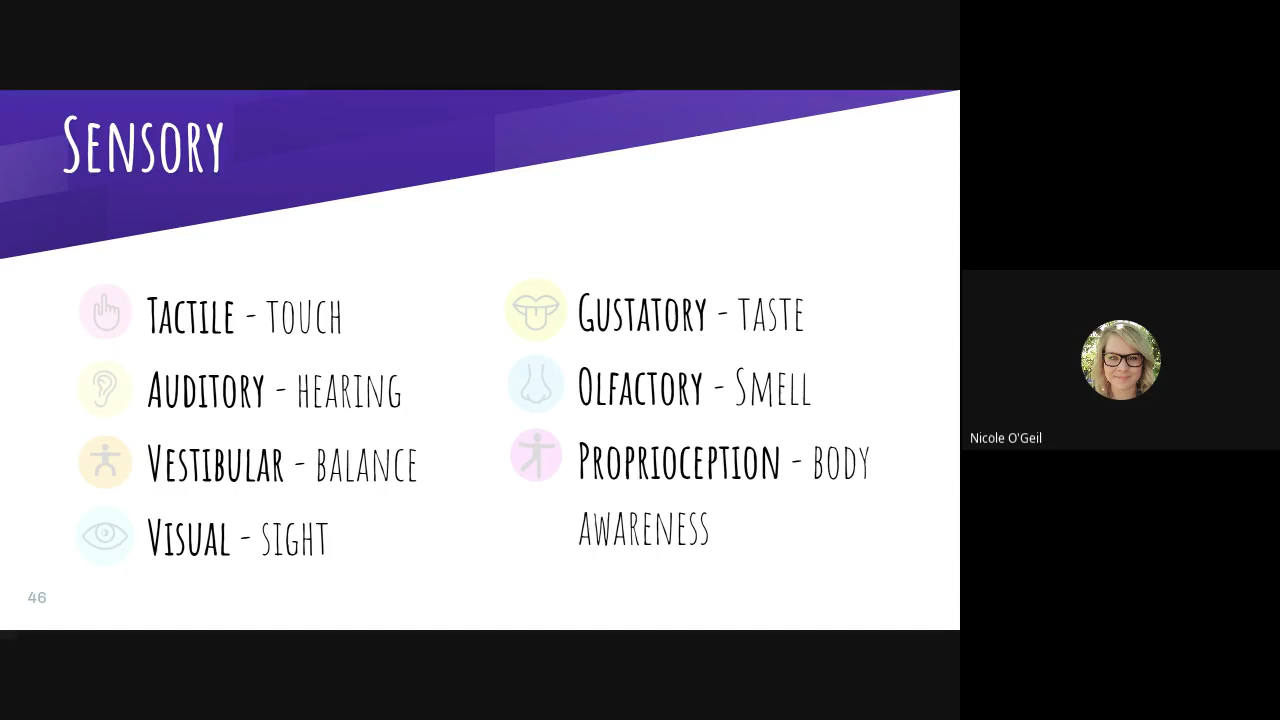 Sensory
Tactile - touch
Auditory - hearing
Vestibular - balance
Visual - sight
Gustatory - taste
Olfactory - Smell
Proprioception - body
awareness
46
Nicole O'Geil